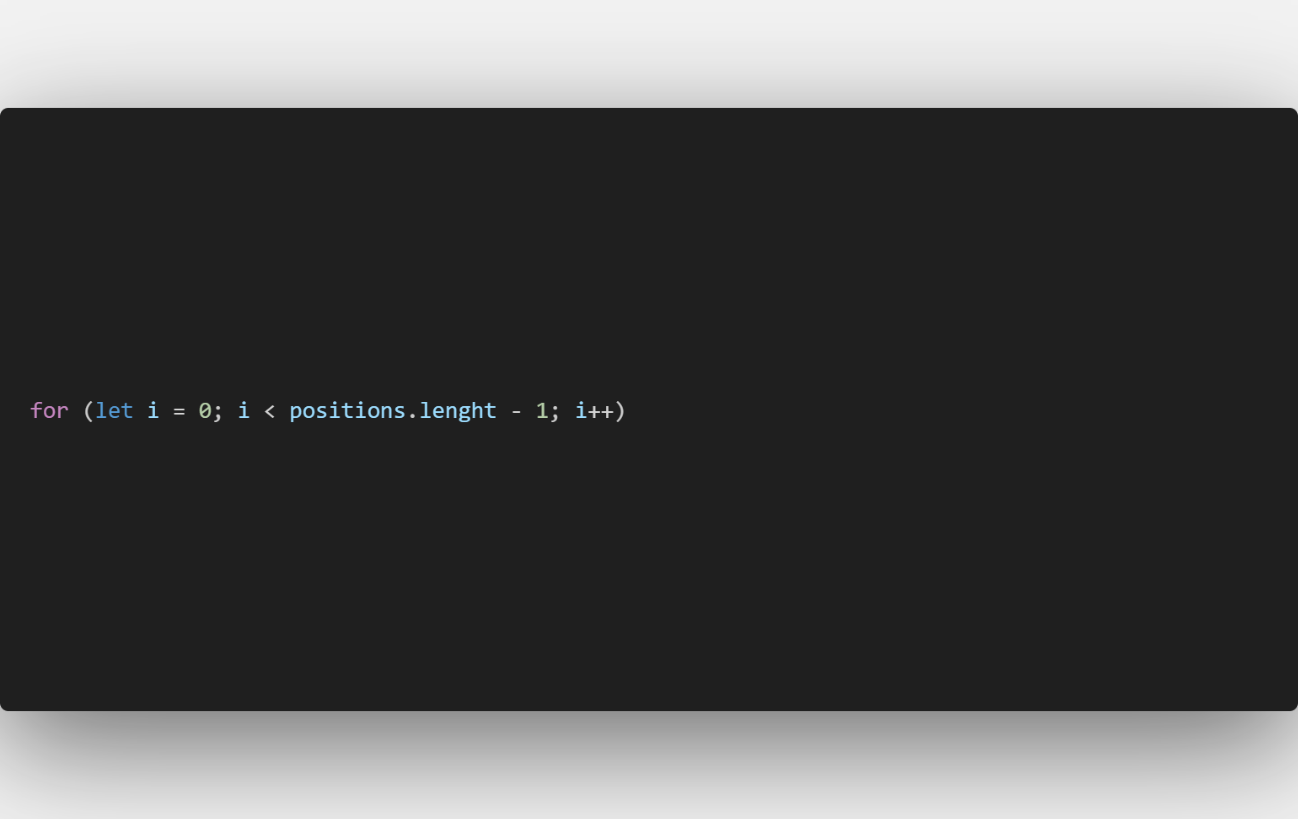 for (let i = 0; i < positions.lenght - 1; i++)